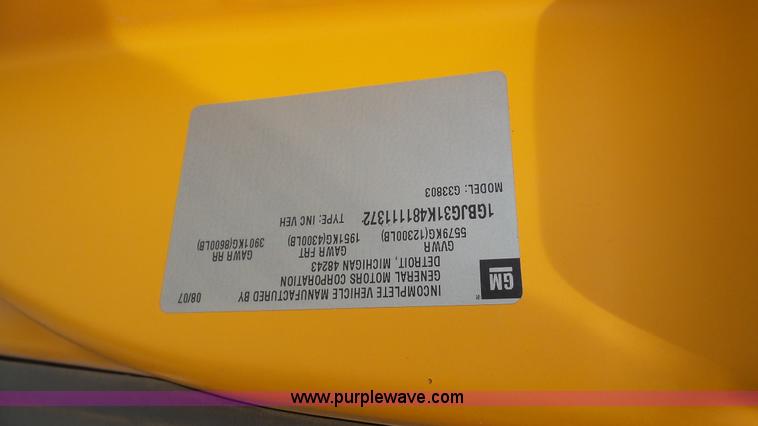 GM
INCOMPLETE VEHICLE MANUFACTURED BY 08/07
GENERAL MOTORS CORPORATION
DETROIT, MICHIGAN 48243
GVWR GAWR FRT GAWR RR
5579KG(12300LB) 1951KG(4300LB) 3901KG(8600LB)
1GBJG31K481111372 TYPE: INC VEH
MODEL: G33803
www.purplewave.com